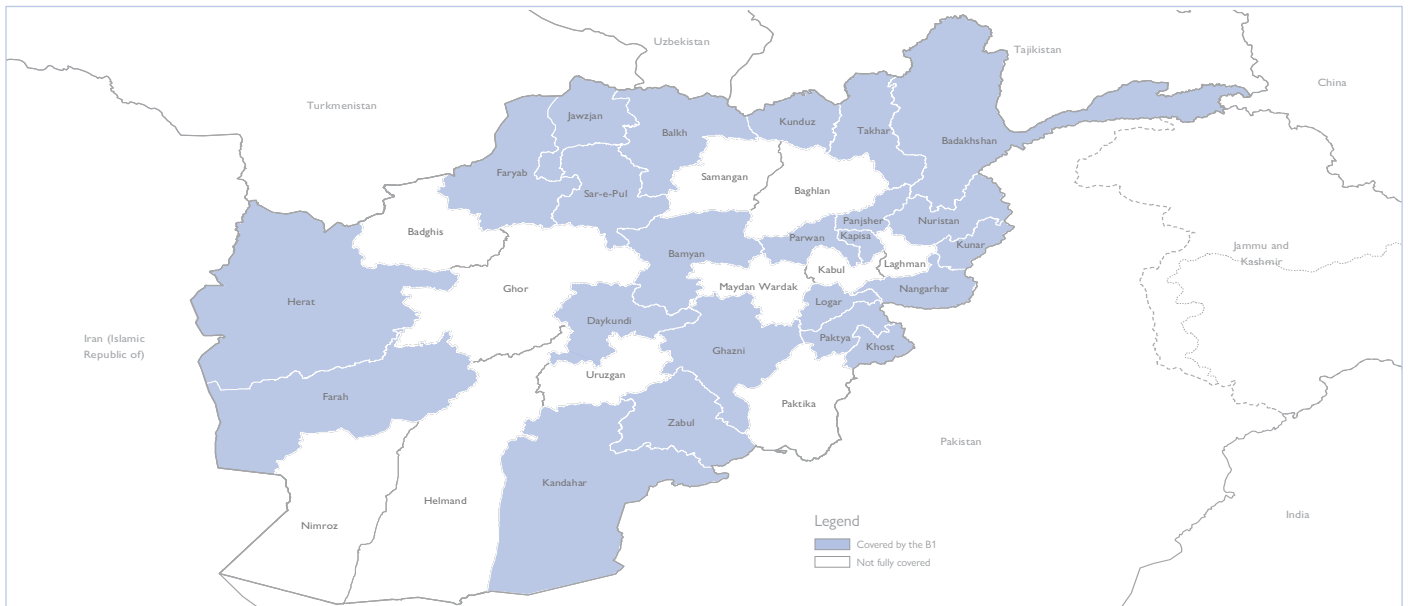 Uzbekistan
Tajikistan
China
Turkmenistan
Jawzjan
Balkh
Kunduz
Takhar
Badakhshan
Faryab
Sar-e-Pul
Samangan
Baghlan
Badghis
Panjsher
Nuristan
Parwan
Kapisa
Kunar
Bamyan
Kabul
Laghman
Jammu and
Kashmir
Herat
Ghor
Maydan Wardak
Nangarhar
Logar
Iran (Islamic
Republic of)
Daykundi
Ghazni
Paktya
Khost
Uruzgan
Farah
Paktika
Zabul
Pakistan
Kandahar
Helmand
Nimroz
India
Legend
Covered by the B1
Not fully covered